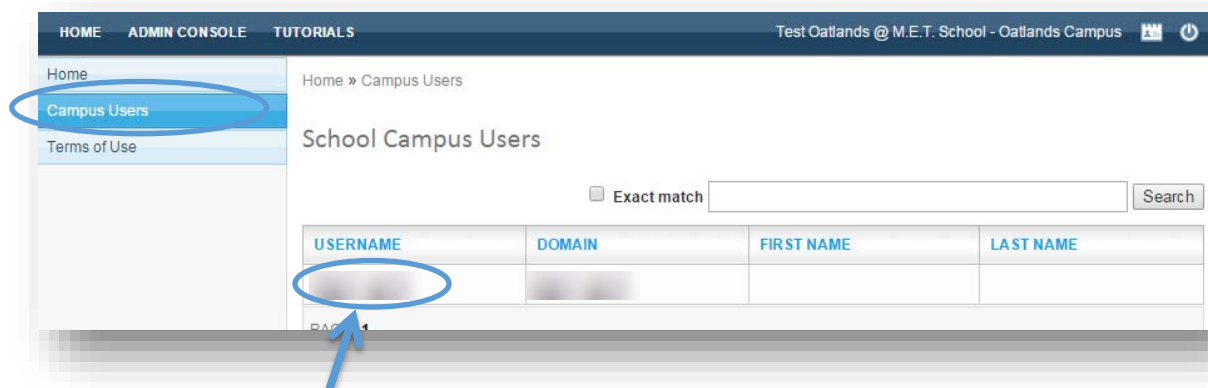 HOME ADMIN CONSOLE TUTORIALS Test Oatlands @ M.E.T. School - Oatlands Campus
Home
Home » Campus Users
Campus Users
School Campus Users
Terms of Use
Exact match Search
USERNAME DOMAIN FIRST NAME LAST NAME
1